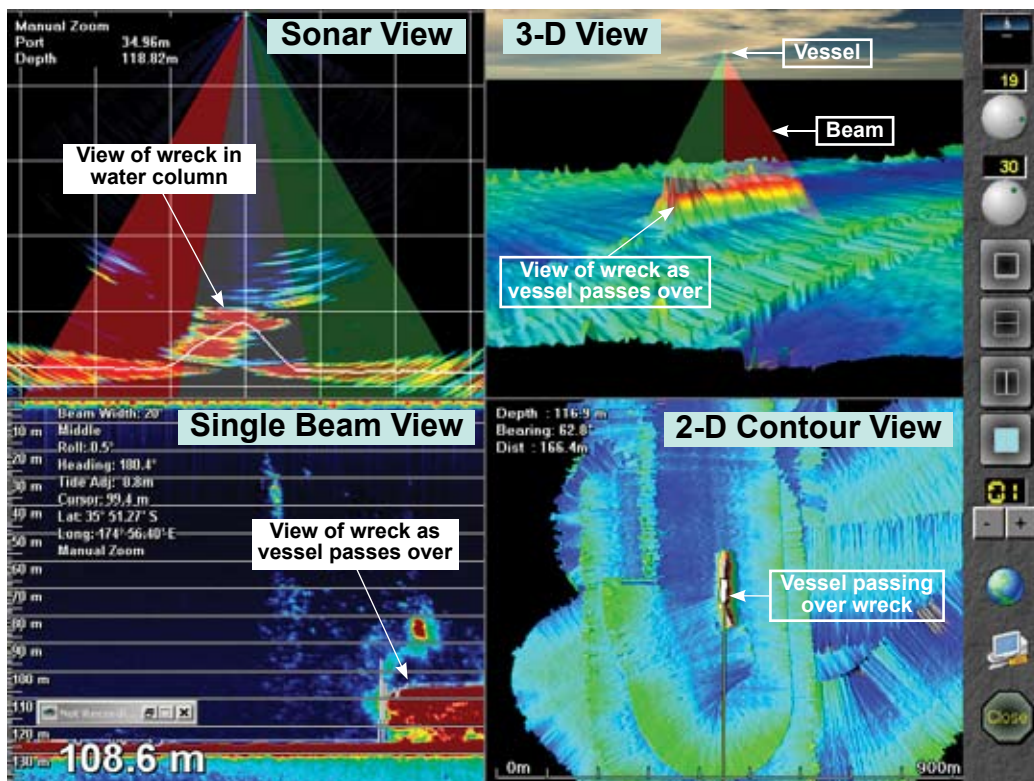 Manual Zoom
Port 34.96m
Depth 118.82m
Sonar View
View of wreck in
water column
3-D View
Vessel
Beam
View of wreck as
vessel passes over
19
30
Beam Width: 20°
Middle
Roll: 0.5°
Heading: 180.4°
Tide Adj: 0.8m
Cursor: 99.4 m
Lat: 35° 51.27' S
Long: 174° 56.40' E
Manual Zoom
Single Beam View
View of wreck as
vessel passes over
10 m
20 m
30 m
40 m
50 m
60 m
70 m
80 m
90 m
100 m
110
120 m
130 m
108.6 m
Depth : 116.9 m
Bearing: 62.8°
Dist : 166.4m
2-D Contour View
Vessel passing
over wreck
0m
900m
01
- +
Close